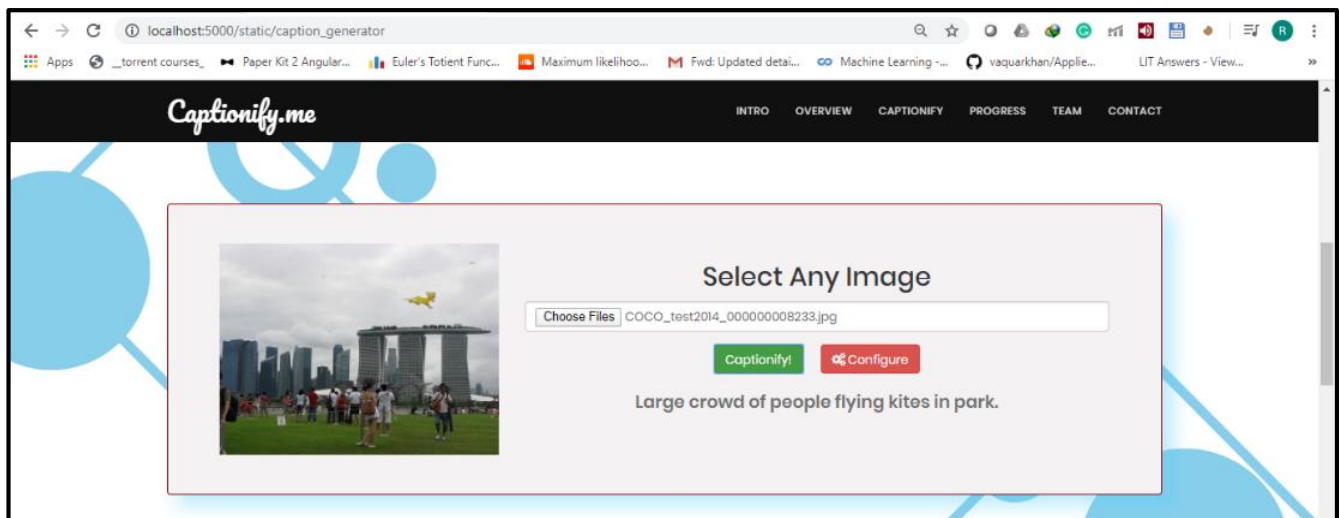 localhost:5000/static/caption_generator
R
Apps _torrent courses_ Paper Kit 2 Angular... Euler's Totient Func... Maximum likelihoo... Fwd: Updated detai... Machine Learning -... vaquarkhan/Applie... LIT Answers - View... »
Captionify.me INTRO OVERVIEW CAPTIONIFY PROGRESS TEAM CONTACT
Select Any Image
Choose Files COCO_test2014_000000008233.jpg
Captionify! Configure
Large crowd of people flying kites in park.